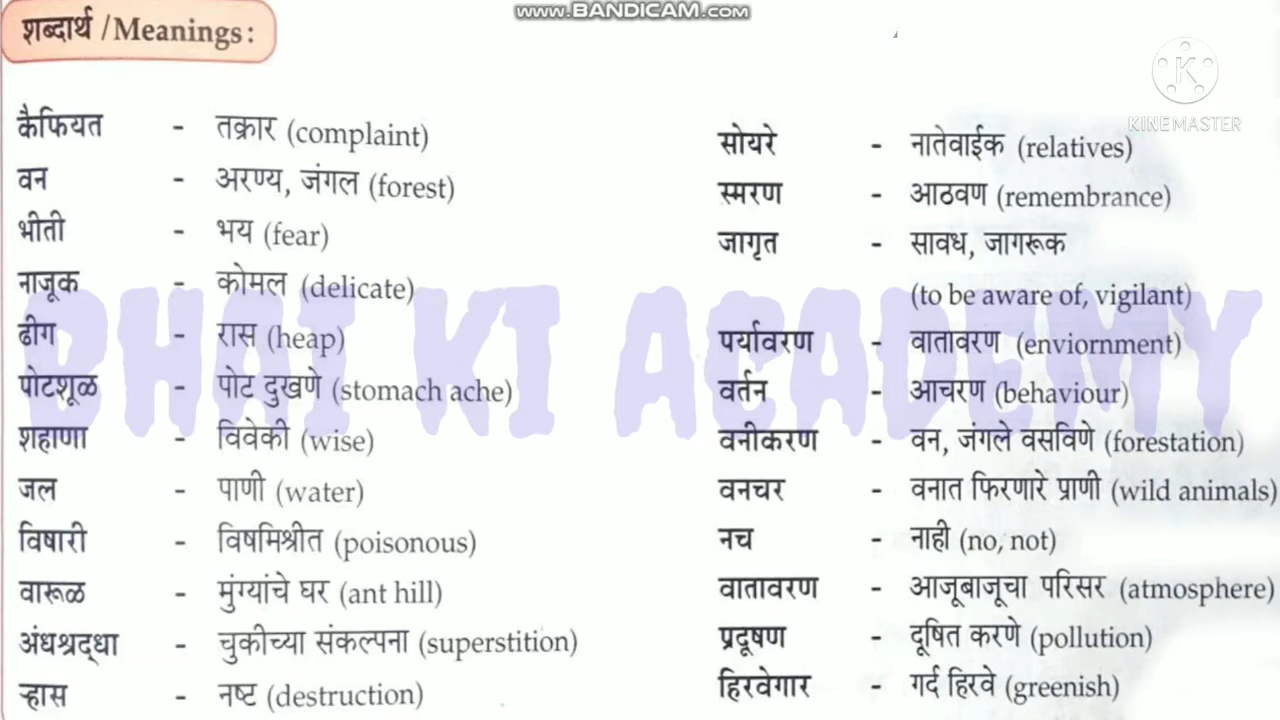 www.BANDICAM.com
शब्दार्थ /Meanings :
KINEMASTER
कैफियत - तक्रार (complaint)
वन - अरण्य, जंगल (forest)
भीती - भय (fear)
नाजूक - कोमल (delicate)
ढीग - रास (heap)
पोटशूळ - पोट दुखणे (stomach ache)
शहाणा - विवेकी (wise)
जल - पाणी (water)
विषारी - विषमिश्रीत (poisonous)
वारूळ - मुंग्यांचे घर (ant hill)
अंधश्रद्धा - चुकीच्या संकल्पना (superstition)
ऱ्हास - नष्ट (destruction)
सोयरे - नातेवाईक (relatives)
स्मरण - आठवण (remembrance)
जागृत - सावध, जागरूक
(to be aware of, vigilant)
पर्यावरण - वातावरण (enviornment)
वर्तन - आचरण (behaviour)
वनीकरण - वन, जंगले वसविणे (forestation)
वनचर - वनात फिरणारे प्राणी (wild animals)
नच - नाही (no, not)
वातावरण - आजूबाजूचा परिसर (atmosphere)
प्रदूषण - दूषित करणे (pollution)
हिरवेगार - गर्द हिरवे (greenish)
BHAI KI ACADEMY